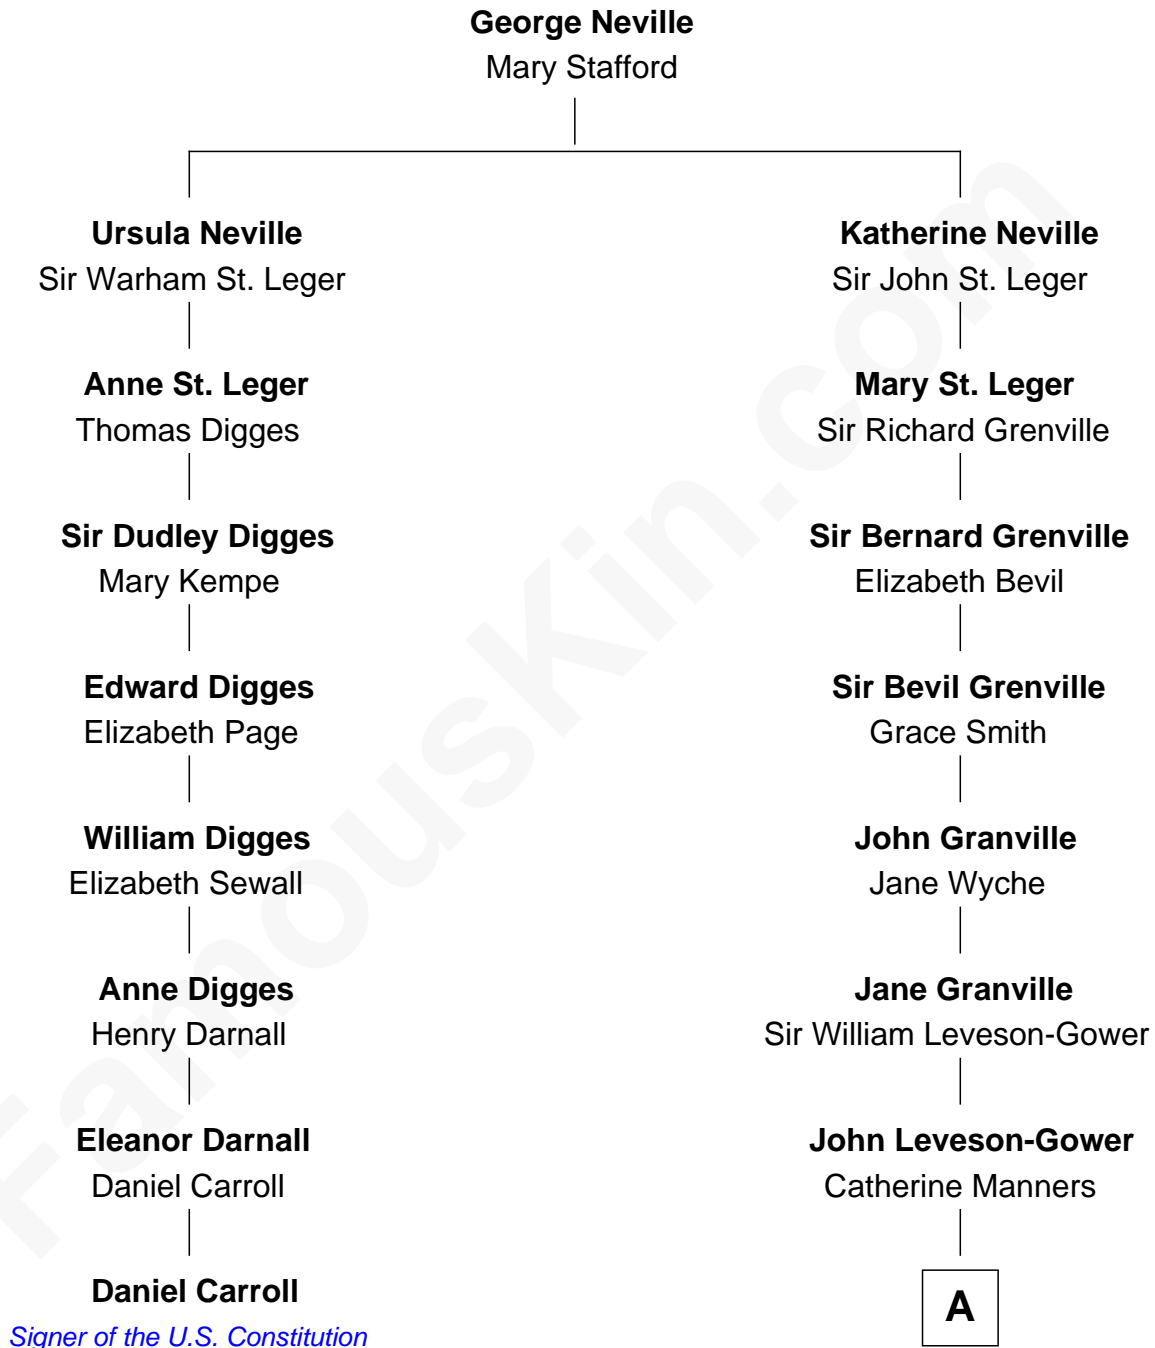 George Neville
Mary Stafford
Ursula Neville
Sir Warham St. Leger
Katherine Neville
Sir John St. Leger
Anne St. Leger
Thomas Digges
Mary St. Leger
Sir Richard Grenville
Sir Dudley Digges
Mary Kempe
Sir Bernard Grenville
Elizabeth Bevil
Edward Digges
Elizabeth Page
Sir Bevil Grenville
Grace Smith
William Digges
Elizabeth Sewall
John Granville
Jane Wyche
Anne Digges
Henry Darnall
Jane Granville
Sir William Leveson-Gower
Eleanor Darnall
Daniel Carroll
John Leveson-Gower
Catherine Manners
Daniel Carroll
Signer of the U.S. Constitution
A
FamousKin.com